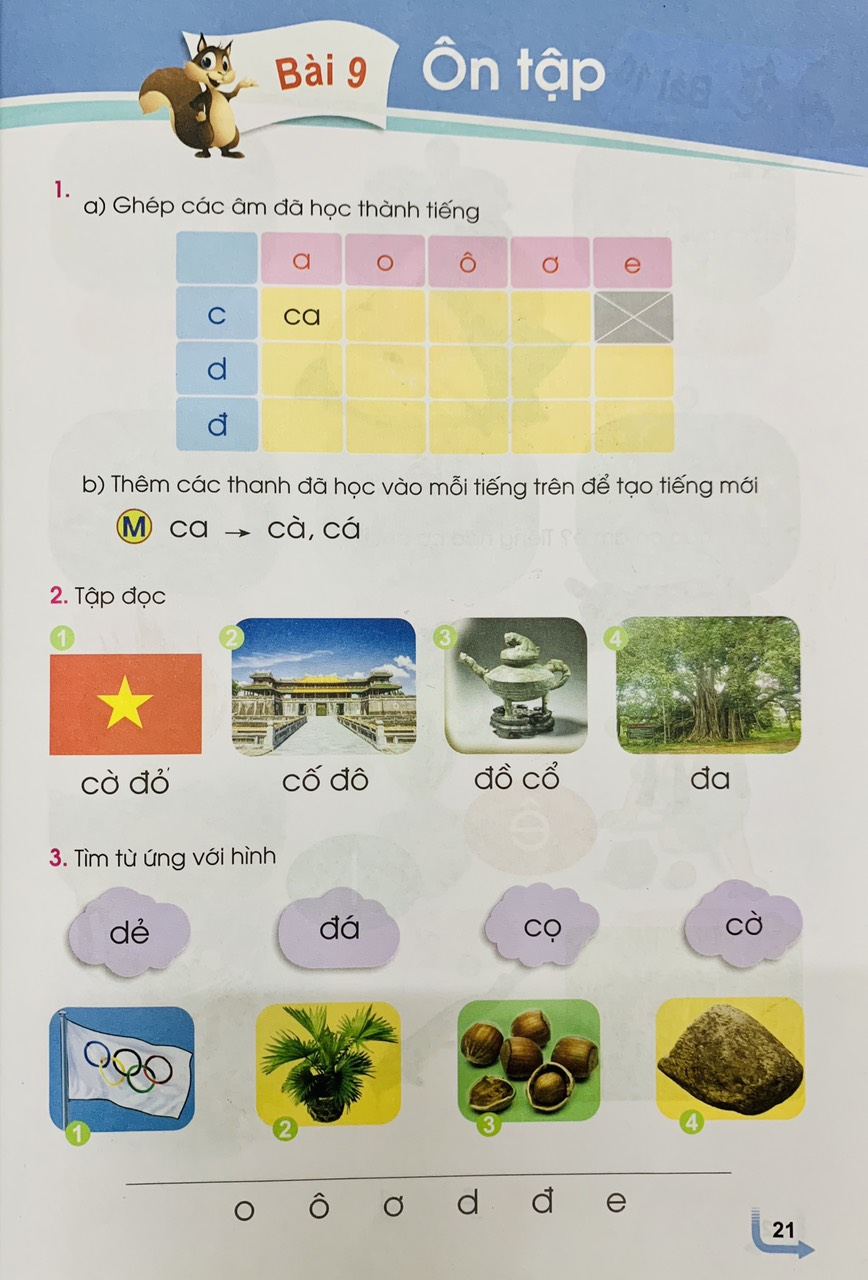 Bài 9
Ôn tập
1.
a) Ghép các âm đã học thành tiếng
a o ô ơ e
c ca
d
đ
b) Thêm các thanh đã học vào mỗi tiếng trên để tạo tiếng mới
M ca → cà, cá
2. Tập đọc
1 2 3 4
cờ đỏ cố đô đồ cổ đa
3. Tìm từ ứng với hình
dẻ đá cọ cờ
1 2 3 4
o ô ơ d đ e
21